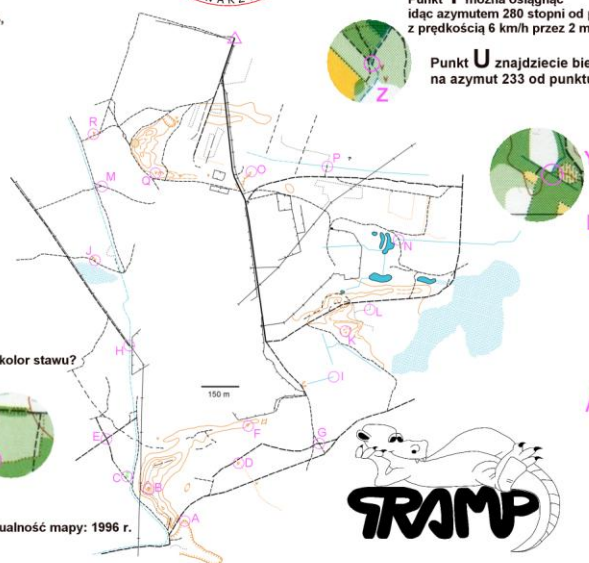 NARZ
Punkt Y można osiągnąć
idąc azymutem 280 stopni od p
z prędkością 6 km/h przez 2 m
Punkt U znajdziecie bie
na azymut 233 od punktu
Z
R
P
O
M
Q
Y
N
J
L
H
K
kolor stawu?
I
150 m
F
E
G
D
C
B
A
TRAMP
ualność mapy: 1996 r.